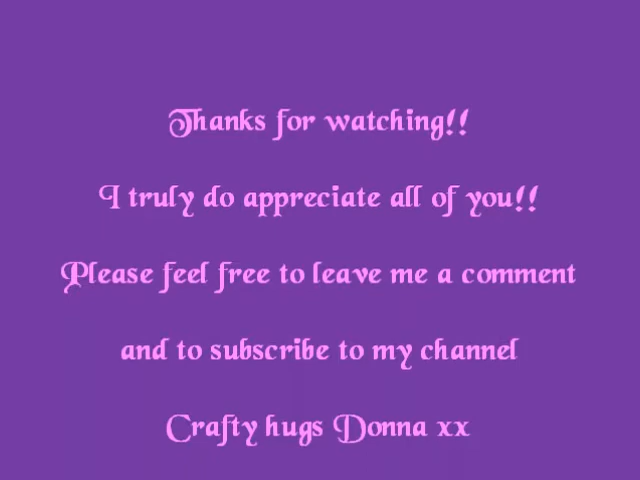 Thanks for watching!!
I truly do appreciate all of you!!
Please feel free to leave me a comment
and to subscribe to my channel
Crafty hugs Donna xx